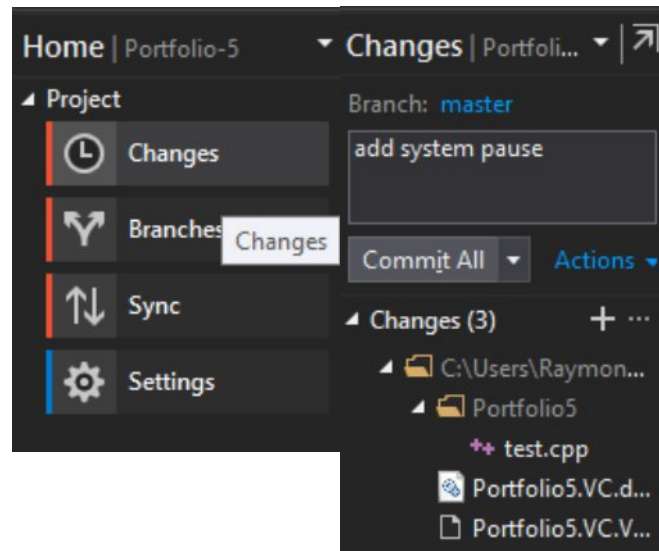 Home | Portfolio-5
Project
Changes
Branches
Changes
Sync
Settings
Changes | Portfoli...
Branch: master
add system pause
Commit All
Actions
Changes (3)
C:\Users\Raymon...
Portfolio5
test.cpp
Portfolio5.VC.d...
Portfolio5.VC.V...